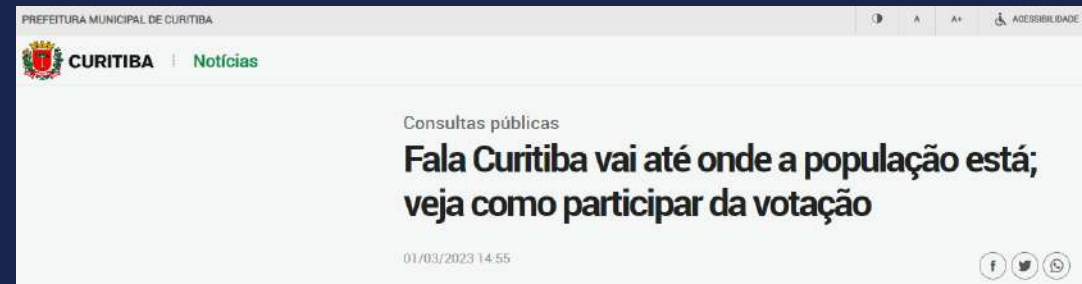 PREFEITURA MUNICIPAL DE CURITIBA
A A+ ACESSIBILIDADE
CURITIBA Notícias
Consultas públicas
Fala Curitiba vai até onde a população está;
veja como participar da votação
01/03/2023 14:55